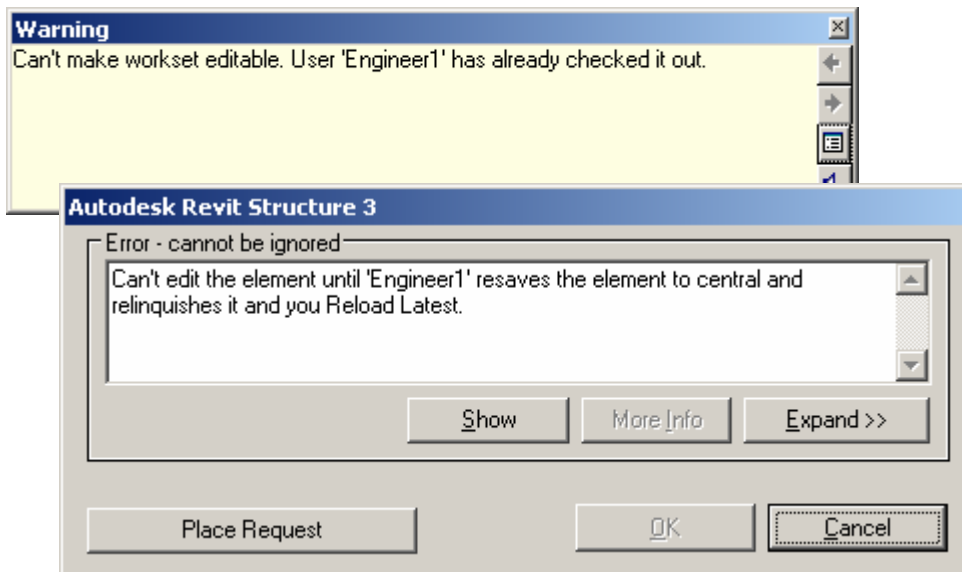 Warning
Can't make workset editable. User 'Engineer1' has already checked it out.
Autodesk Revit Structure 3
Error - cannot be ignored
Can't edit the element until 'Engineer1' resaves the element to central and
relinquishes it and you Reload Latest.
Show
More Info
Expand >>
Place Request
OK
Cancel